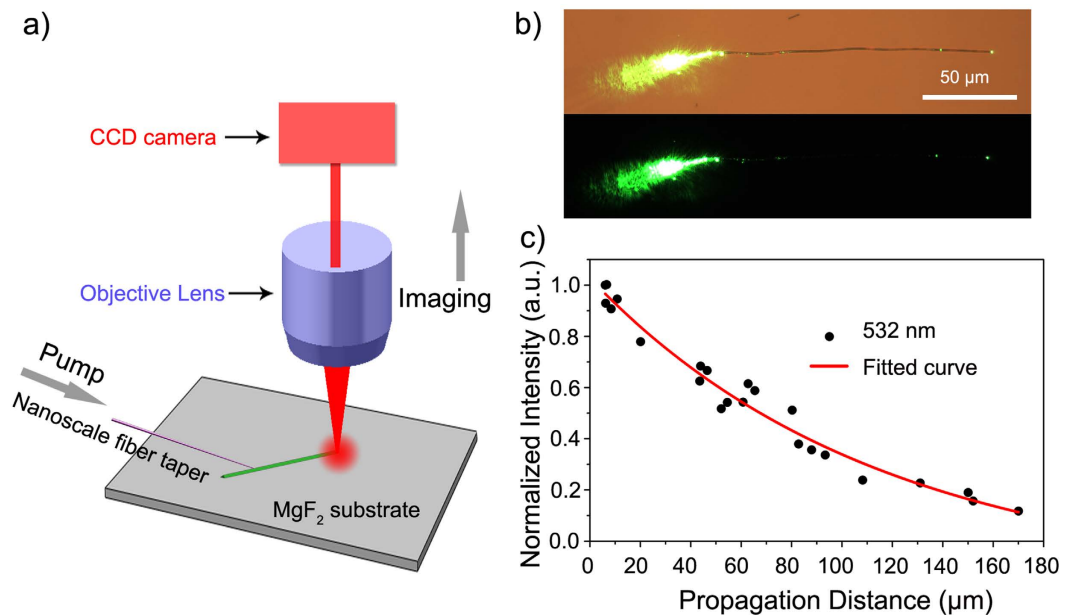 a)
CCD camera
Objective Lens
Imaging
Pump
Nanoscale fiber taper
MgF₂ substrate
b)
50 µm
c)
Normalized Intensity (a.u.)
1.0
0.8
0.6
0.4
0.2
0.0
532 nm
Fitted curve
0 20 40 60 80 100 120 140 160 180
Propagation Distance (µm)